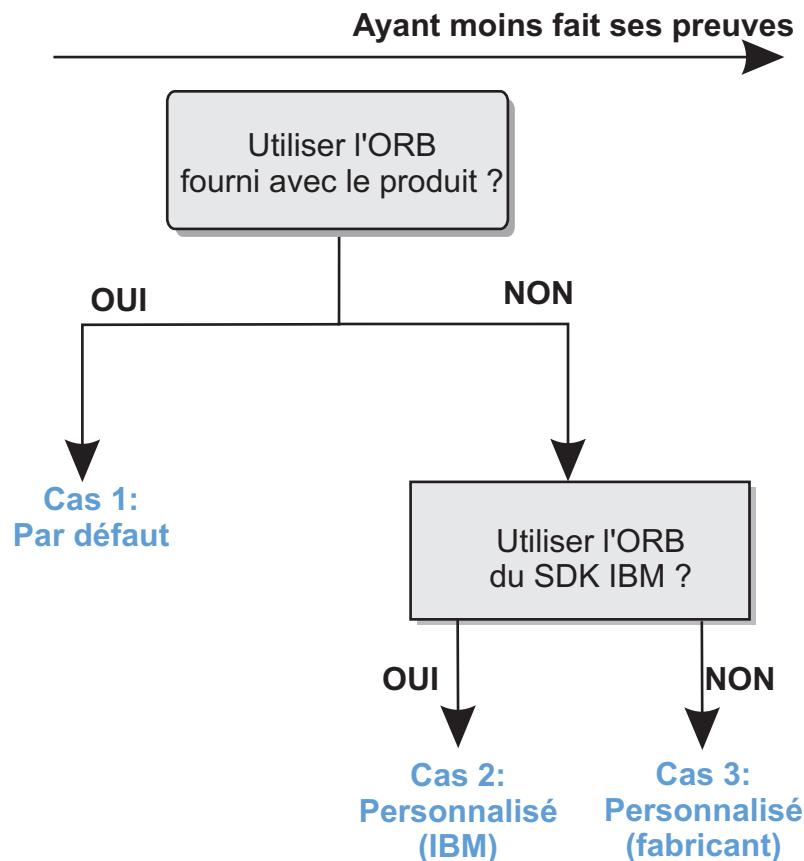 Ayant moins fait ses preuves
Utiliser l'ORB
fourni avec le produit ?
OUI
NON
Cas 1:
Par défaut
Utiliser l'ORB
du SDK IBM ?
OUI
NON
Cas 2:
Personnalisé
(IBM)
Cas 3:
Personnalisé
(fabricant)